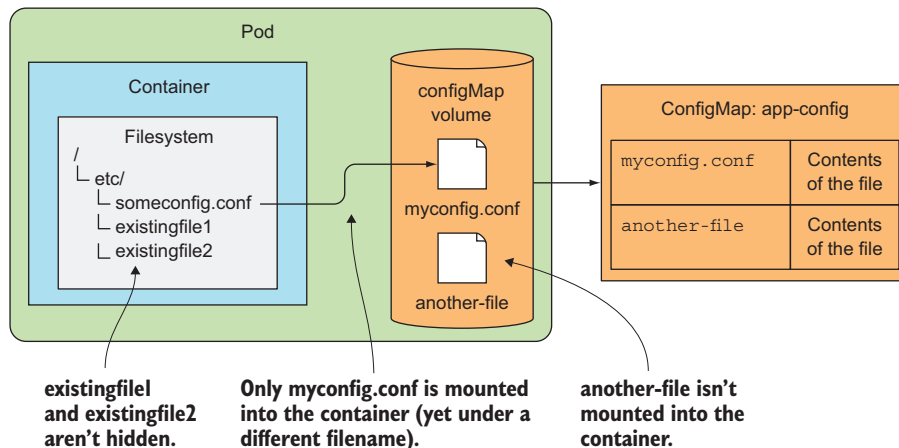 Pod
Container
Filesystem
/
etc/
someconfig.conf
existingfile1
existingfile2
configMap
volume
myconfig.conf
another-file
ConfigMap: app-config
myconfig.conf
Contents
of the file
another-file
Contents
of the file
existingfileI
and existingfile2
aren't hidden.
Only myconfig.conf is mounted
into the container (yet under a
different filename).
another-file isn't
mounted into the
container.